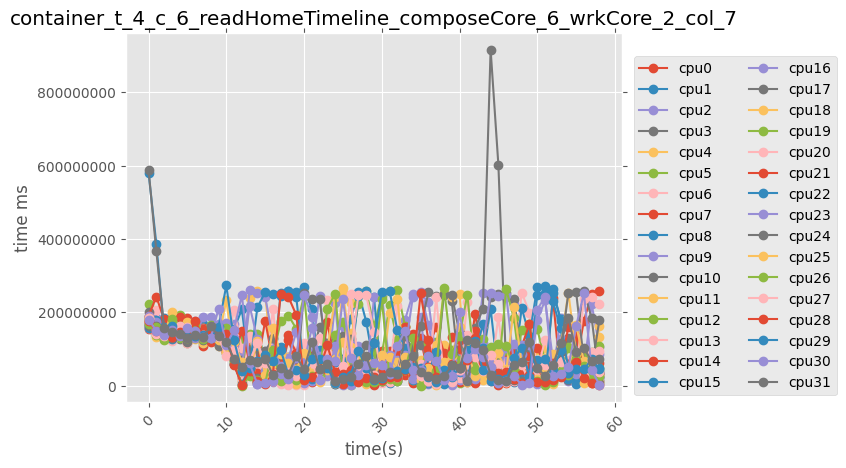 container_t_4_c_6_readHomeTimeline_composeCore_6_wrkCore_2_col_7
time ms
800000000
600000000
400000000
200000000
0
0
10
20
30
40
50
60
time(s)
cpu0
cpu1
cpu2
cpu3
cpu4
cpu5
cpu6
cpu7
cpu8
cpu9
cpu10
cpu11
cpu12
cpu13
cpu14
cpu15
cpu16
cpu17
cpu18
cpu19
cpu20
cpu21
cpu22
cpu23
cpu24
cpu25
cpu26
cpu27
cpu28
cpu29
cpu30
cpu31